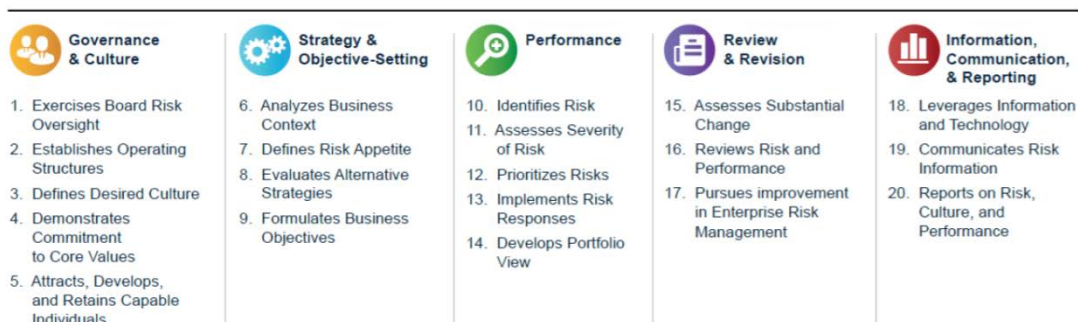 Governance
& Culture
1. Exercises Board Risk
Oversight
2. Establishes Operating
Structures
3. Defines Desired Culture
4. Demonstrates
Commitment
to Core Values
5. Attracts, Develops,
and Retains Capable
Individuals
Strategy &
Objective-Setting
6. Analyzes Business
Context
7. Defines Risk Appetite
8. Evaluates Alternative
Strategies
9. Formulates Business
Objectives
Performance
10. Identifies Risk
11. Assesses Severity
of Risk
12. Prioritizes Risks
13. Implements Risk
Responses
14. Develops Portfolio
View
Review
& Revision
15. Assesses Substantial
Change
16. Reviews Risk and
Performance
17. Pursues improvement
in Enterprise Risk
Management
Information,
Communication,
& Reporting
18. Leverages Information
and Technology
19. Communicates Risk
Information
20. Reports on Risk,
Culture, and
Performance